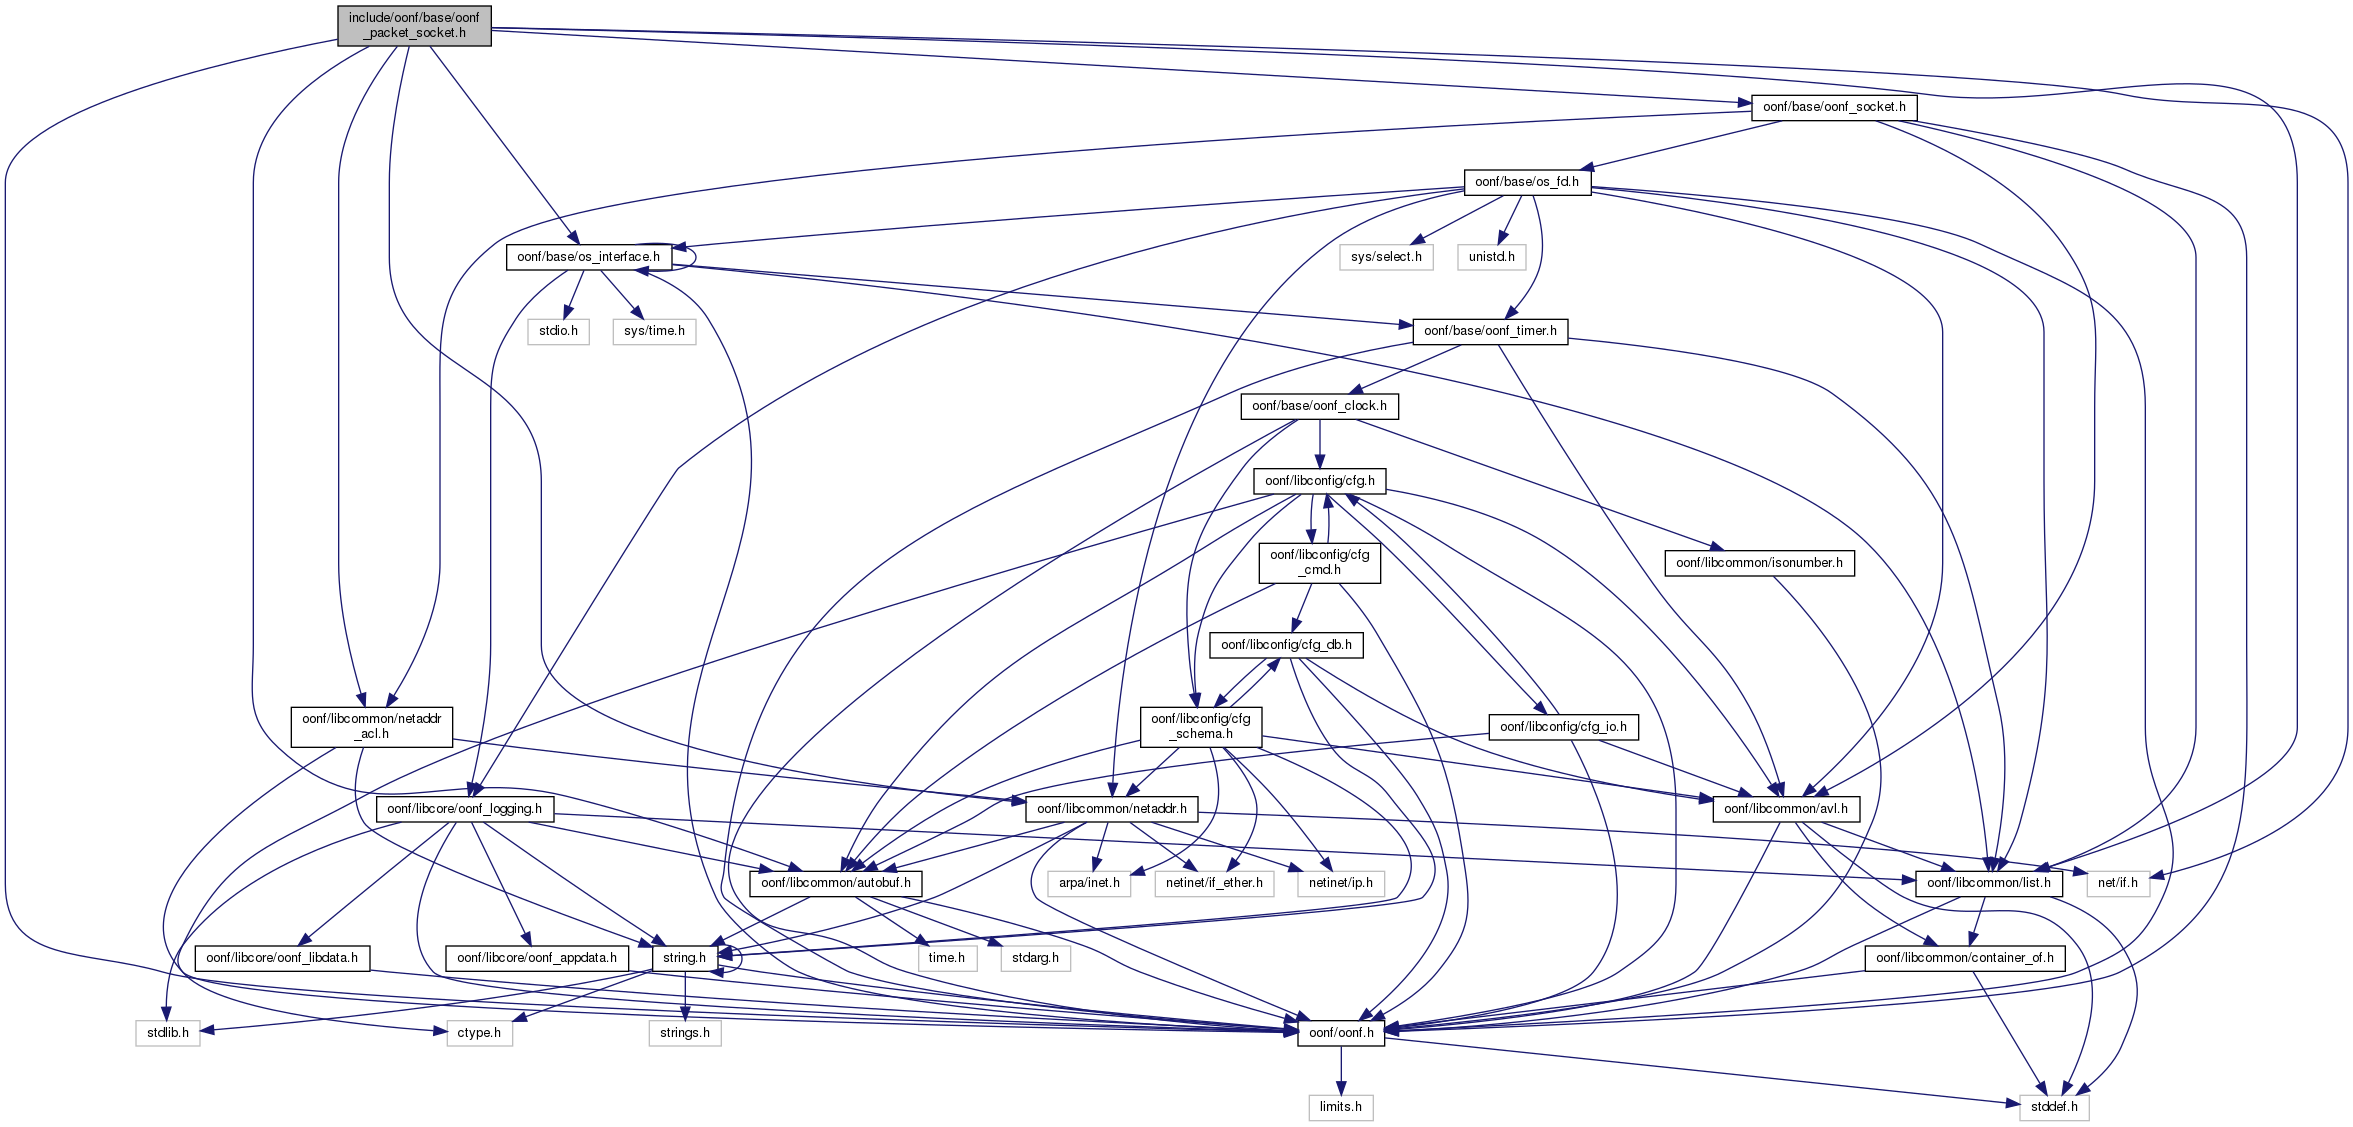 include/oonf/base/oonf
_packet_socket.h
oonf/base/oonf_socket.h
oonf/base/os_fd.h
oonf/base/os_interface.h
sys/select.h
unistd.h
stdio.h
sys/time.h
oonf/base/oonf_timer.h
oonf/base/oonf_clock.h
oonf/libconfig/cfg.h
oonf/libconfig/cfg
_cmd.h
oonf/libcommon/isonumber.h
oonf/libconfig/cfg_db.h
oonf/libcommon/netaddr
_acl.h
oonf/libconfig/cfg
_schema.h
oonf/libconfig/cfg_io.h
oonf/libcore/oonf_logging.h
oonf/libcommon/netaddr.h
oonf/libcommon/avl.h
oonf/libcommon/autobuf.h
arpa/inet.h
netinet/if_ether.h
netinet/ip.h
oonf/libcommon/list.h
net/if.h
oonf/libcore/oonf_libdata.h
oonf/libcore/oonf_appdata.h
string.h
time.h
stdarg.h
oonf/libcommon/container_of.h
stdlib.h
ctype.h
strings.h
oonf/oonf.h
limits.h
stddef.h